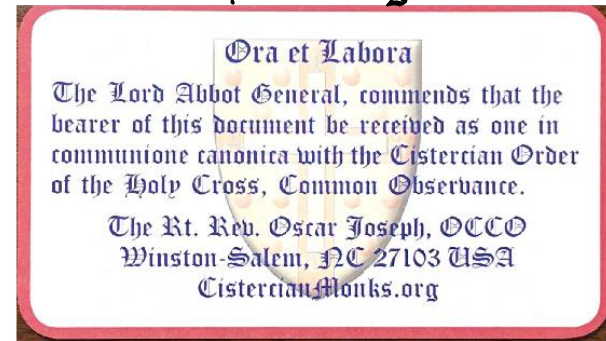 Ora et Labora
The Lord Abbot General, commends that the
bearer of this document be received as one in
communione canonica with the Cistercian Order
of the Holy Cross, Common Observance.
The Rt. Rev. Oscar Joseph, OCCO
Winston-Salem, NC 27103 USA
CistercianMonks.org